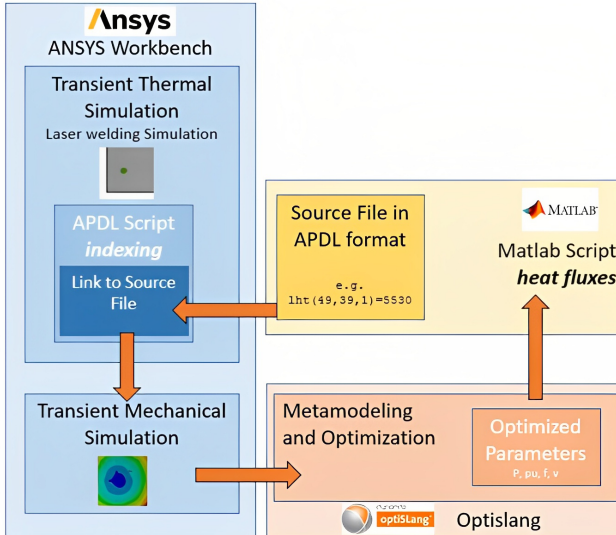 Ansys
ANSYS Workbench
Transient Thermal
Simulation
Laser welding Simulation
APDL Script
indexing
Link to Source
File
Source File in
APDL format
e.g.
lht(49,39,1)=5530
MATLAB
Matlab Script
heat fluxes
Transient Mechanical
Simulation
Metamodeling
and Optimization
Optimized
Parameters
P, pu, f, v
optiSLang
Optislang